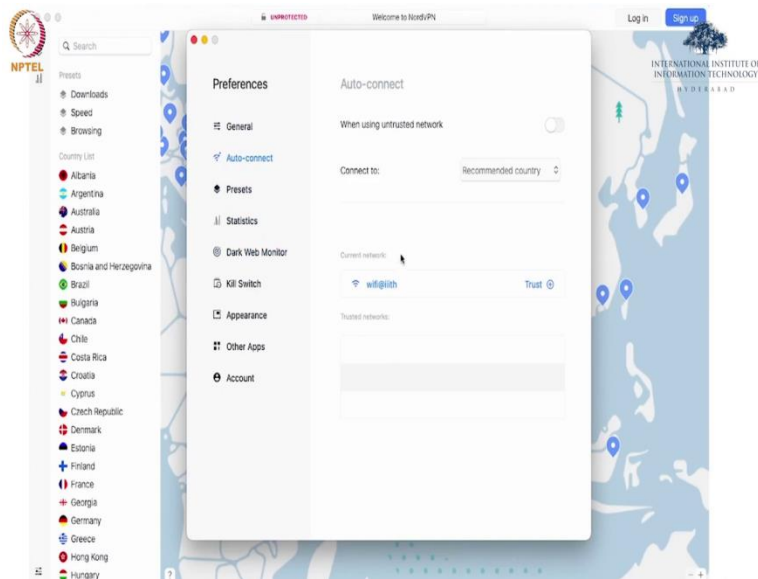 UNPROTECTED
Welcome to NordVPN
Log in
Sign up
NPTEL
INTERNATIONAL INSTITUTE OF
INFORMATION TECHNOLOGY
HYDERABAD
Search
Presets
Downloads
Speed
Browsing
Country List
Albania
Argentina
Australia
Austria
Belgium
Bosnia and Herzegovina
Brazil
Bulgaria
Canada
Chile
Costa Rica
Croatia
Cyprus
Czech Republic
Denmark
Estonia
Finland
France
Georgia
Germany
Greece
Hong Kong
Hungary
Preferences
General
Auto-connect
Presets
Statistics
Dark Web Monitor
Kill Switch
Appearance
Other Apps
Account
Auto-connect
When using untrusted network
Connect to:
Recommended country
Current network:
wifi@iiith
Trust
Trusted networks:
?
- +